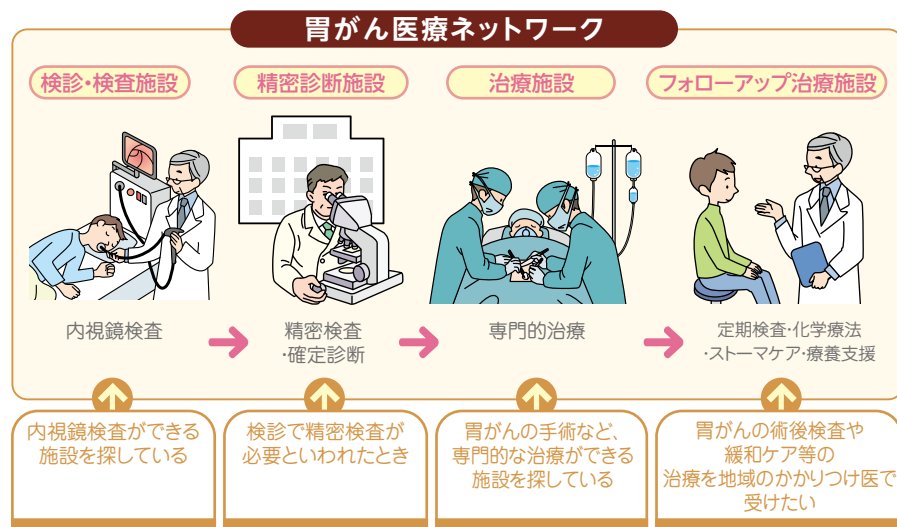 胃がん医療ネットワーク
検診・検査施設
精密診断施設
治療施設
フォローアップ治療施設
内視鏡検査
精密検査
・確定診断
専門的治療
定期検査・化学療法
・ストーマケア・療養支援
内視鏡検査ができる
施設を探している
検診で精密検査が
必要といわれたとき
胃がんの手術など、
専門的な治療ができる
施設を探している
胃がんの術後検査や
緩和ケア等の
治療を地域のかかりつけ医で
受けたい